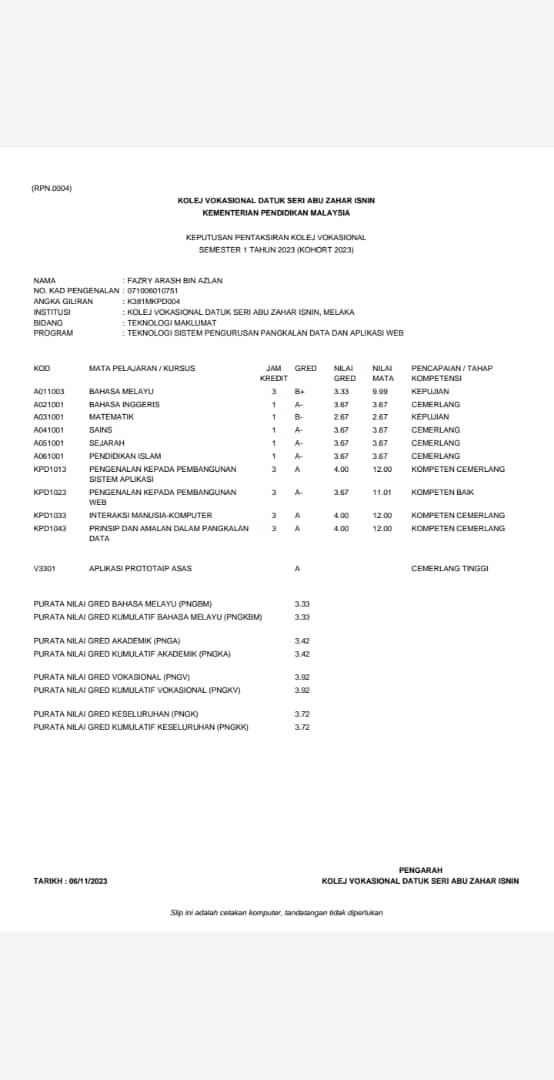 (RPN.0004)
KOLEJ VOKASIONAL DATUK SERI ABU ZAHAR ISNIN
KEMENTERIAN PENDIDIKAN MALAYSIA
KEPUTUSAN PENTAKSIRAN KOLEJ VOKASIONAL
SEMESTER 1 TAHUN 2023 (KOHORT 2023)
NAMA : FAZRY ARASH BIN AZLAN
NO. KAD PENGENALAN : 071006010751
ANGKA GILIRAN : K381MKPD004
INSTITUSI : KOLEJ VOKASIONAL DATUK SERI ABU ZAHAR ISNIN, MELAKA
BIDANG : TEKNOLOGI MAKLUMAT
PROGRAM : TEKNOLOGI SISTEM PENGURUSAN PANGKALAN DATA DAN APLIKASI WEB
KOD MATA PELAJARAN / KURSUS JAM GRED NILAI NILAI PENCAPAIAN / TAHAP
KREDIT GRED MATA KOMPETENSI
A011003 BAHASA MELAYU 3 B+ 3.33 9.99 KEPUJIAN
A021001 BAHASA INGGERIS 1 A- 3.67 3.67 CEMERLANG
A031001 MATEMATIK 1 B- 2.67 2.67 KEPUJIAN
A041001 SAINS 1 A- 3.67 3.67 CEMERLANG
A051001 SEJARAH 1 A- 3.67 3.67 CEMERLANG
A061001 PENDIDIKAN ISLAM 1 A- 3.67 3.67 CEMERLANG
KPD1013 PENGENALAN KEPADA PEMBANGUNAN 3 A 4.00 12.00 KOMPETEN CEMERLANG
SISTEM APLIKASI
KPD1023 PENGENALAN KEPADA PEMBANGUNAN 3 A- 3.67 11.01 KOMPETEN BAIK
WEB
KPD1033 INTERAKSI MANUSIA-KOMPUTER 3 A 4.00 12.00 KOMPETEN CEMERLANG
KPD1043 PRINSIP DAN AMALAN DALAM PANGKALAN 3 A 4.00 12.00 KOMPETEN CEMERLANG
DATA
V3301 APLIKASI PROTOTAIP ASAS A CEMERLANG TINGGI
PURATA NILAI GRED BAHASA MELAYU (PNGBM) 3.33
PURATA NILAI GRED KUMULATIF BAHASA MELAYU (PNGKBM) 3.33
PURATA NILAI GRED AKADEMIK (PNGA) 3.42
PURATA NILAI GRED KUMULATIF AKADEMIK (PNGKA) 3.42
PURATA NILAI GRED VOKASIONAL (PNGV) 3.92
PURATA NILAI GRED KUMULATIF VOKASIONAL (PNGKV) 3.92
PURATA NILAI GRED KESELURUHAN (PNGK) 3.72
PURATA NILAI GRED KUMULATIF KESELURUHAN (PNGKK) 3.72
PENGARAH
TARIKH : 06/11/2023 KOLEJ VOKASIONAL DATUK SERI ABU ZAHAR ISNIN
Slip ini adalah cetakan komputer, tandatangan tidak diperlukan